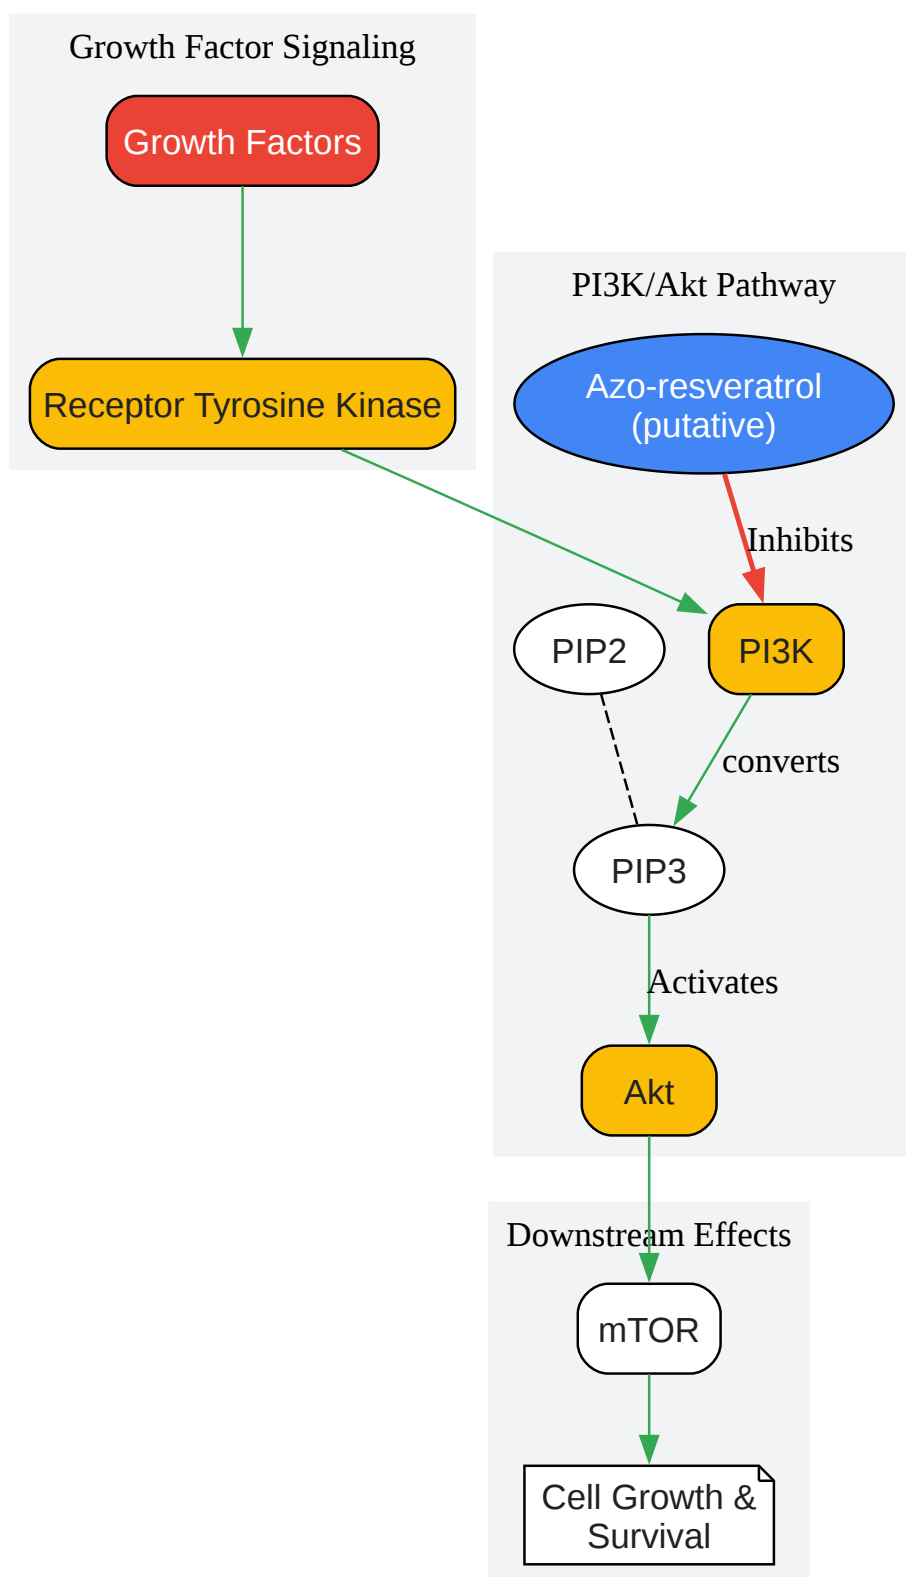 Growth Factor Signaling
Growth Factors
Receptor Tyrosine Kinase
PI3K/Akt Pathway
Azo-resveratrol
(putative)
Inhibits
PIP2
PI3K
converts
PIP3
Activates
Akt
Downstream Effects
mTOR
Cell Growth &
Survival